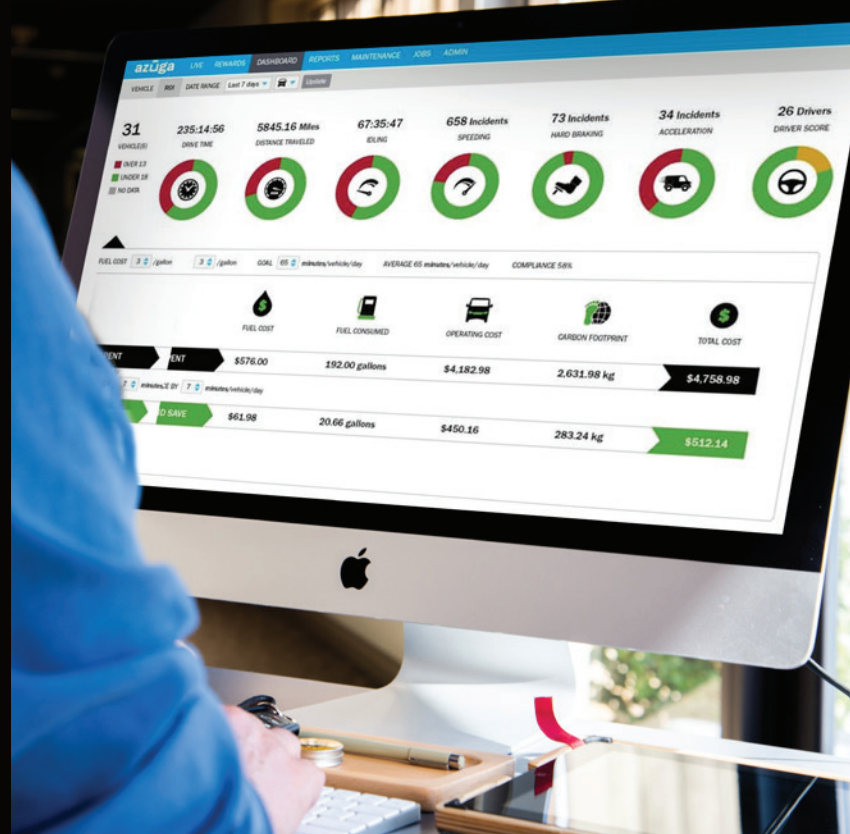 azūga LIVE REWARDS DASHBOARD REPORTS MAINTENANCE JOBS ADMIN
VEHICLE ROI DATE RANGE Last 7 days Update
31
VEHICLE(S)
OVER 13
UNDER 18
NO DATA
235:14:56
DRIVE TIME
5845.16 Miles
DISTANCE TRAVELED
67:35:47
IDLING
658 Incidents
SPEEDING
73 Incidents
HARD BRAKING
34 Incidents
ACCELERATION
26 Drivers
DRIVER SCORE
FUEL COST 3 /gallon 3 /gallon GOAL 65 minutes/vehicle/day AVERAGE 65 minutes/vehicle/day COMPLIANCE 58%
FUEL COST FUEL CONSUMED OPERATING COST CARBON FOOTPRINT TOTAL COST
RENT ENT $576.00 192.00 gallons $4,182.98 2,631.98 kg $4,758.98
7 minutes E BY 7 minutes/vehicle/day
D SAVE $61.98 20.66 gallons $450.16 283.24 kg $512.14